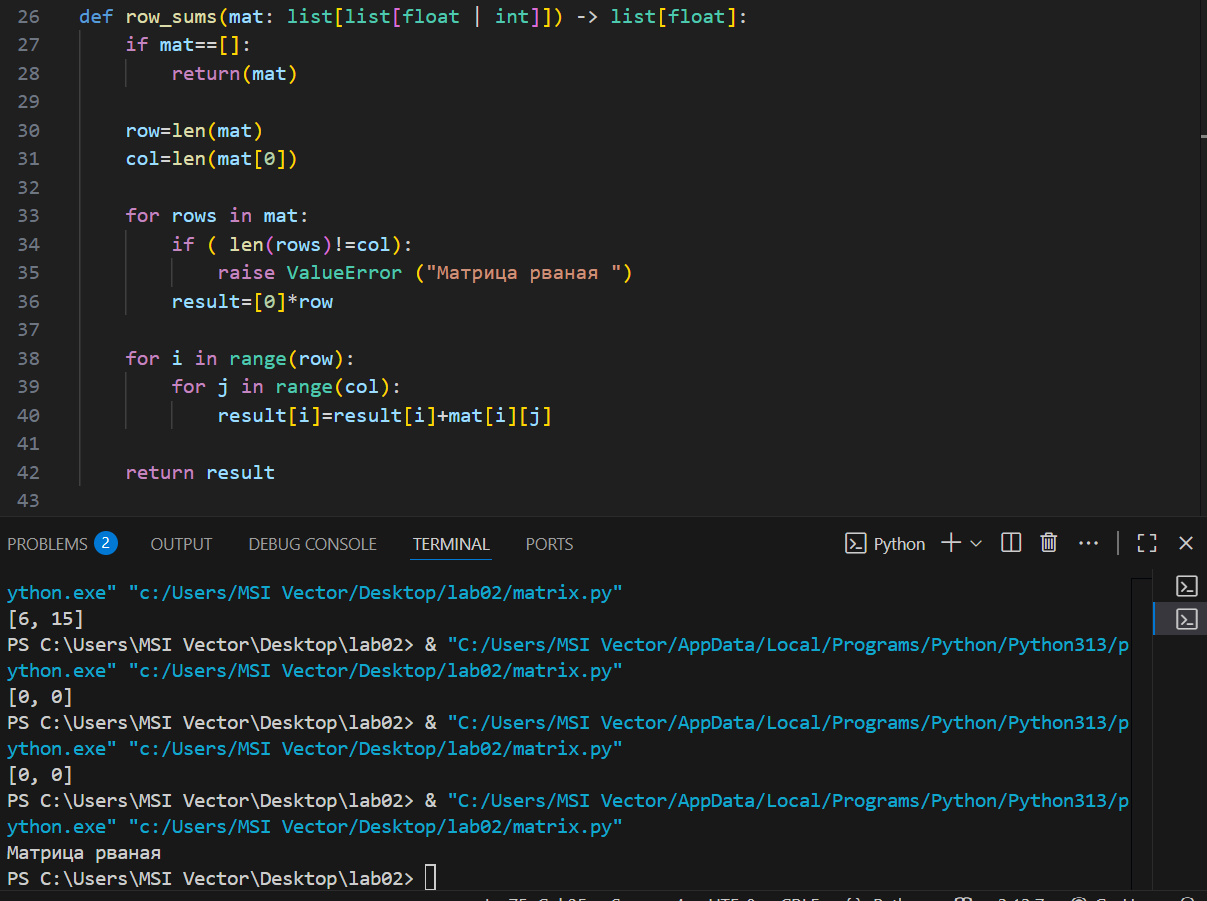 26 def row_sums(mat: list[list[float | int]]) -> list[float]:
27     if mat==[]:
28         return(mat)
29
30     row=len(mat)
31     col=len(mat[0])
32
33     for rows in mat:
34         if ( len(rows)!=col):
35             raise ValueError ("Матрица рваная ")
36         result=[0]*row
37
38     for i in range(row):
39         for j in range(col):
40             result[i]=result[i]+mat[i][j]
41
42     return result
43
PROBLEMS 2 OUTPUT DEBUG CONSOLE TERMINAL PORTS Python
ython.exe" "c:/Users/MSI Vector/Desktop/lab02/matrix.py"
[6, 15]
PS C:\Users\MSI Vector\Desktop\lab02> & "C:/Users/MSI Vector/AppData/Local/Programs/Python/Python313/p
ython.exe" "c:/Users/MSI Vector/Desktop/lab02/matrix.py"
[0, 0]
PS C:\Users\MSI Vector\Desktop\lab02> & "C:/Users/MSI Vector/AppData/Local/Programs/Python/Python313/p
ython.exe" "c:/Users/MSI Vector/Desktop/lab02/matrix.py"
[0, 0]
PS C:\Users\MSI Vector\Desktop\lab02> & "C:/Users/MSI Vector/AppData/Local/Programs/Python/Python313/p
ython.exe" "c:/Users/MSI Vector/Desktop/lab02/matrix.py"
Матрица рваная
PS C:\Users\MSI Vector\Desktop\lab02>